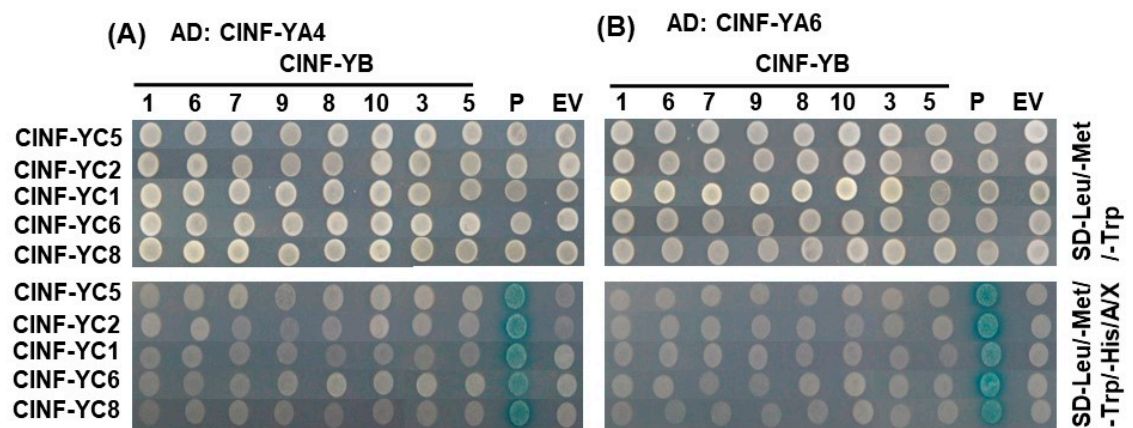 (A) AD: CINF-YA4
CINF-YB
1 6 7 9 8 10 3 5 P EV
CINF-YC5
CINF-YC2
CINF-YC1
CINF-YC6
CINF-YC8
CINF-YC5
CINF-YC2
CINF-YC1
CINF-YC6
CINF-YC8
(B) AD: CINF-YA6
CINF-YB
1 6 7 9 8 10 3 5 P EV
SD-Leu/-Met
/-Trp
SD-Leu/-Met/
-Trp/-His/A/X